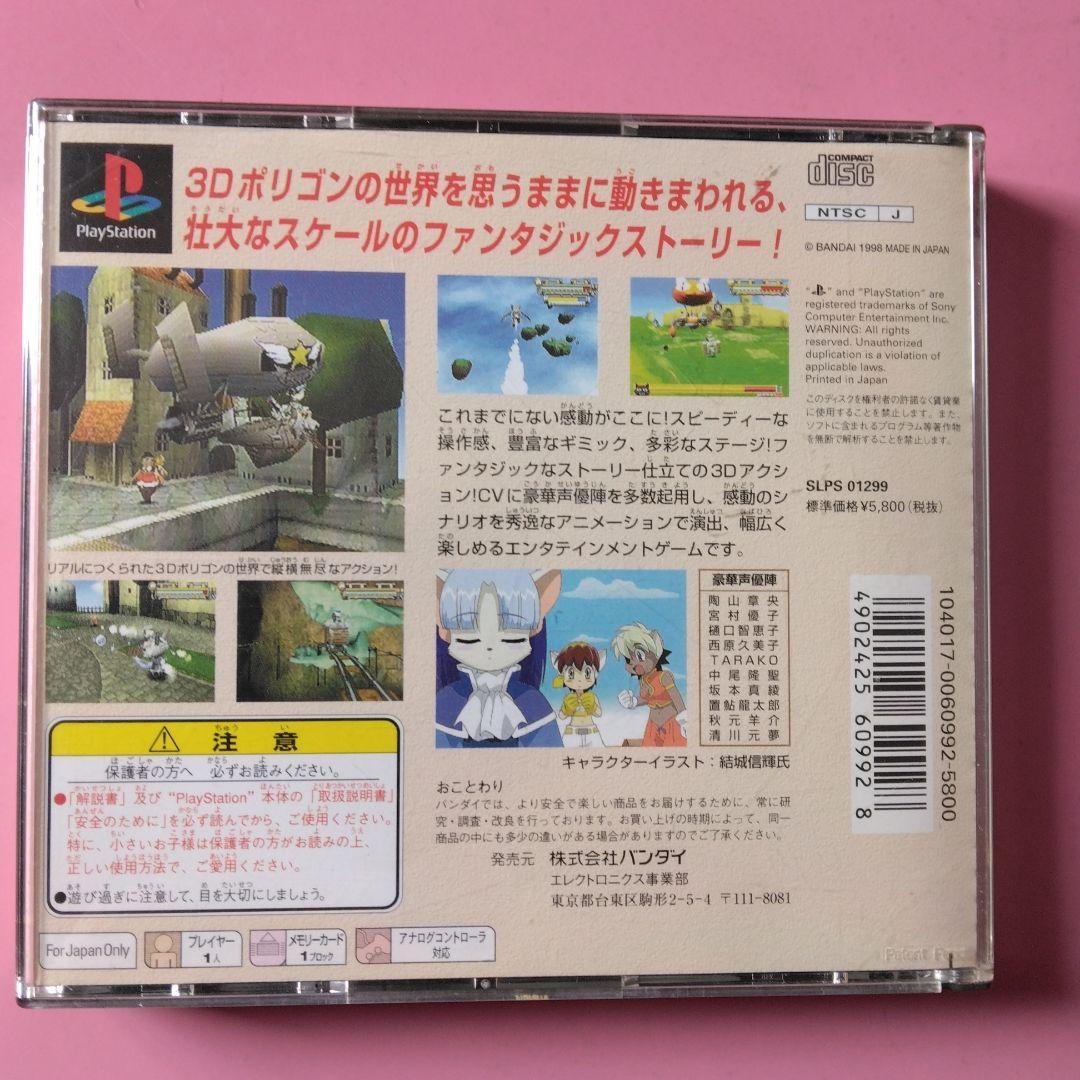 PlayStation
3Dポリゴンの世界を思うままに動きまわれる、
壮大なスケールのファンタジックストーリー!
COMPACT
disc
NTSC J
© BANDAI 1998 MADE IN JAPAN
" " and "PlayStation" are
registered trademarks of Sony
Computer Entertainment Inc.
WARNING: All rights
reserved. Unauthorized
duplication is a violation of
applicable laws.
Printed in Japan
このディスクを権利者の許諾なく賃貸業
に使用することを禁止します。また、
ソフトに含まれるプログラム等著作物
を無断で解析することを禁止します。
SLPS 01299
標準価格¥5,800(税抜)
これまでにない感動がここに!スピーディーな
操作感、豊富なギミック、多彩なステージ!フ
ァンタジックなストーリー仕立ての3Dアクショ
ン!CVに豪華声優陣を多数起用し、感動のシ
ナリオを秀逸なアニメーションで演出、幅広く
楽しめるエンタテインメントゲームです。
リアルにつくられた3Dポリゴンの世界で縦横無尽なアクション!
豪華声優陣
陶山章央
宮村優子
樋口智恵子
西原久美子
TARAKO
中尾隆聖
坂本真綾
置鮎龍太郎
秋元羊介
清川元夢
キャラクターイラスト:結城信輝氏
おことわり
バンダイでは、より安全で楽しい商品をお届けするために、常に研
究・調査・改良を行っております。お買い上げの時期によって、同一
商品の中にも多少の違いがある場合がありますのでご了承ください。
発売元 株式会社バンダイ
エレクトロニクス事業部
東京都台東区駒形2-5-4 〒111-8081
104017-0060992-5800
4902425 60992 8
注意
保護者の方へ 必ずお読みください。
●「解説書」及び "PlayStation" 本体の「取扱説明書」
「安全のために」を必ず読んでから、ご使用ください。
特に、小さいお子様は保護者の方がお読みの上、
正しい使用方法で、ご愛用ください。
●遊び過ぎに注意して、目を大切にしましょう。
For Japan Only
プレイヤー
1人
メモリーカード
1ブロック
アナログコントローラ
対応